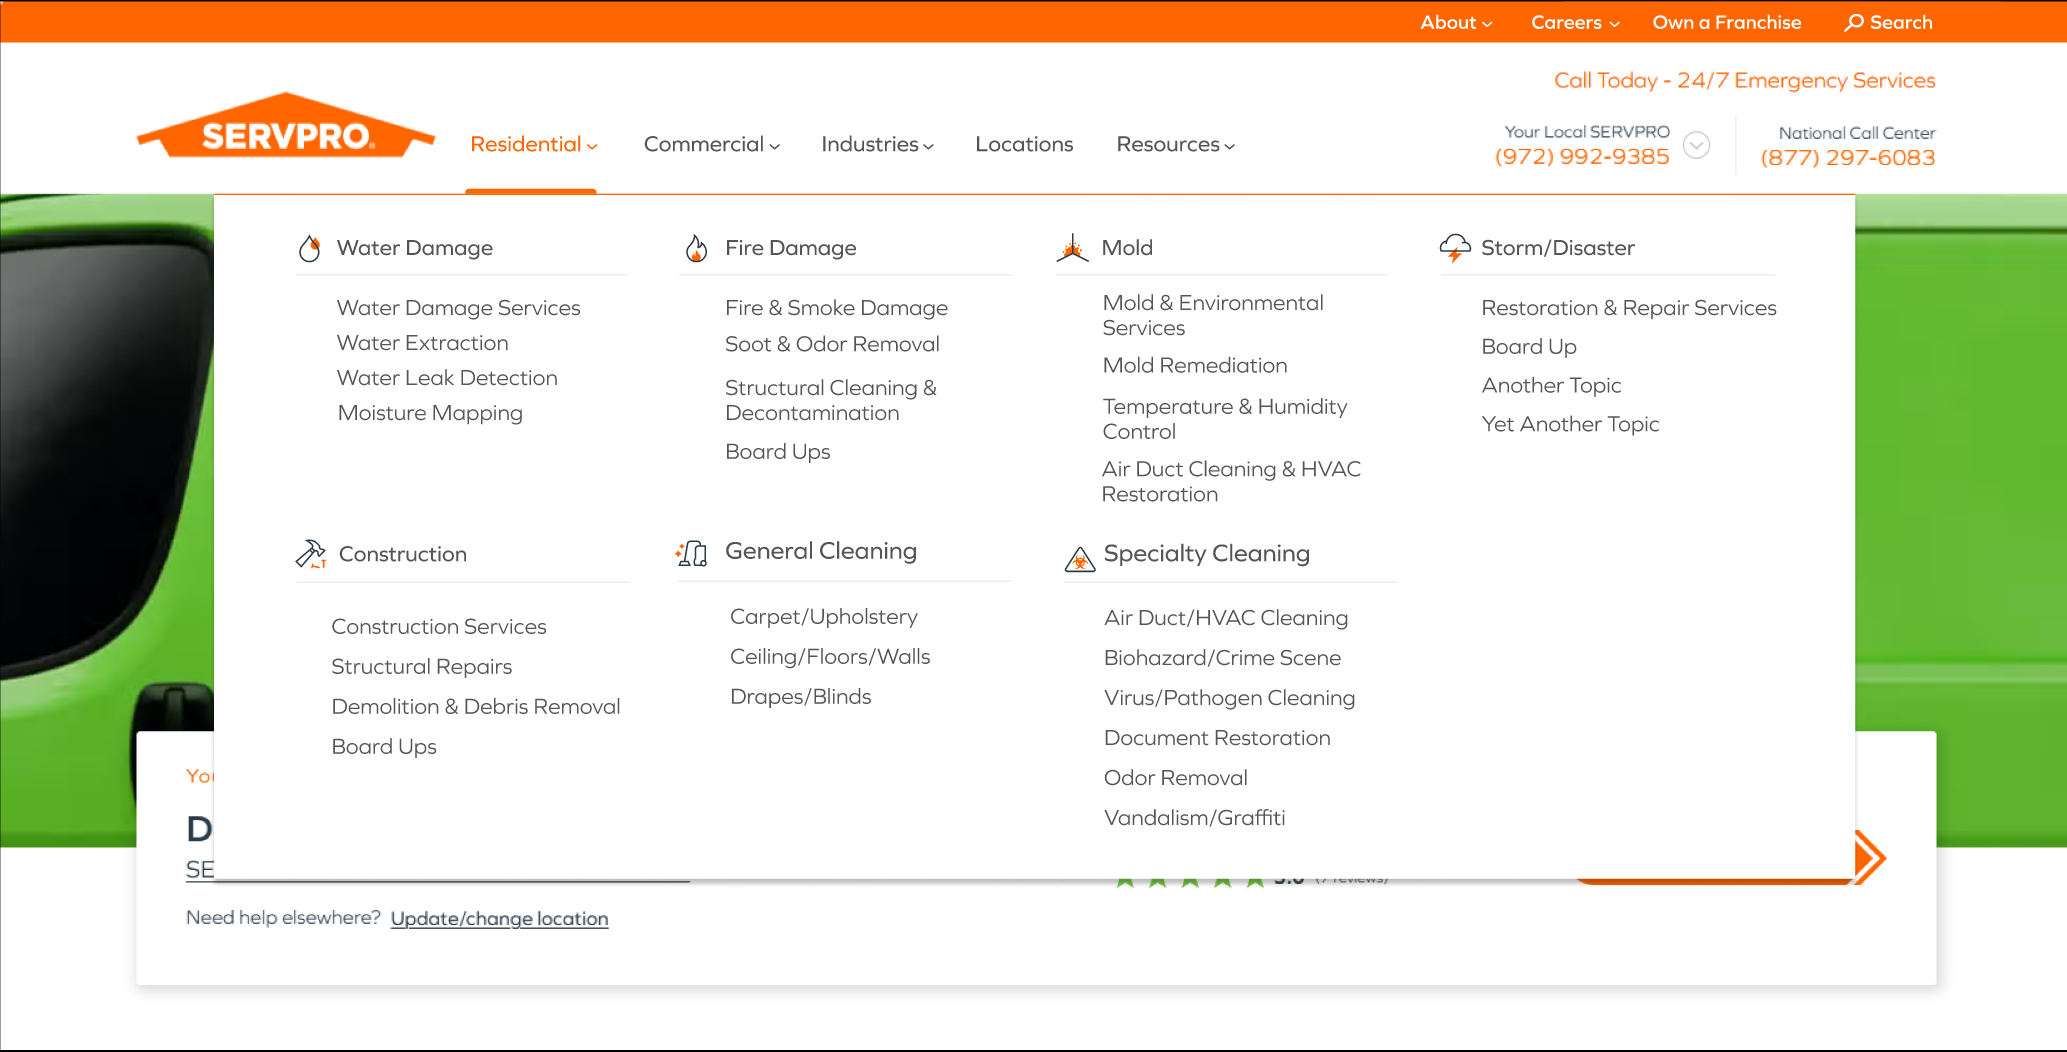 About
Careers
Own a Franchise
Search
Call Today - 24/7 Emergency Services
SERVPRO
Residential
Commercial
Industries
Locations
Resources
Your Local SERVPRO
(972) 992-9385
National Call Center
(877) 297-6083
Water Damage
Water Damage Services
Water Extraction
Water Leak Detection
Moisture Mapping
Fire Damage
Fire & Smoke Damage
Soot & Odor Removal
Structural Cleaning &
Decontamination
Board Ups
Mold
Mold & Environmental
Services
Mold Remediation
Temperature & Humidity
Control
Air Duct Cleaning & HVAC
Restoration
Storm/Disaster
Restoration & Repair Services
Board Up
Another Topic
Yet Another Topic
Construction
Construction Services
Structural Repairs
Demolition & Debris Removal
Board Ups
General Cleaning
Carpet/Upholstery
Ceiling/Floors/Walls
Drapes/Blinds
Specialty Cleaning
Air Duct/HVAC Cleaning
Biohazard/Crime Scene
Virus/Pathogen Cleaning
Document Restoration
Odor Removal
Vandalism/Graffiti
D
SE
5.0 (7 reviews)
Need help elsewhere? Update/change location